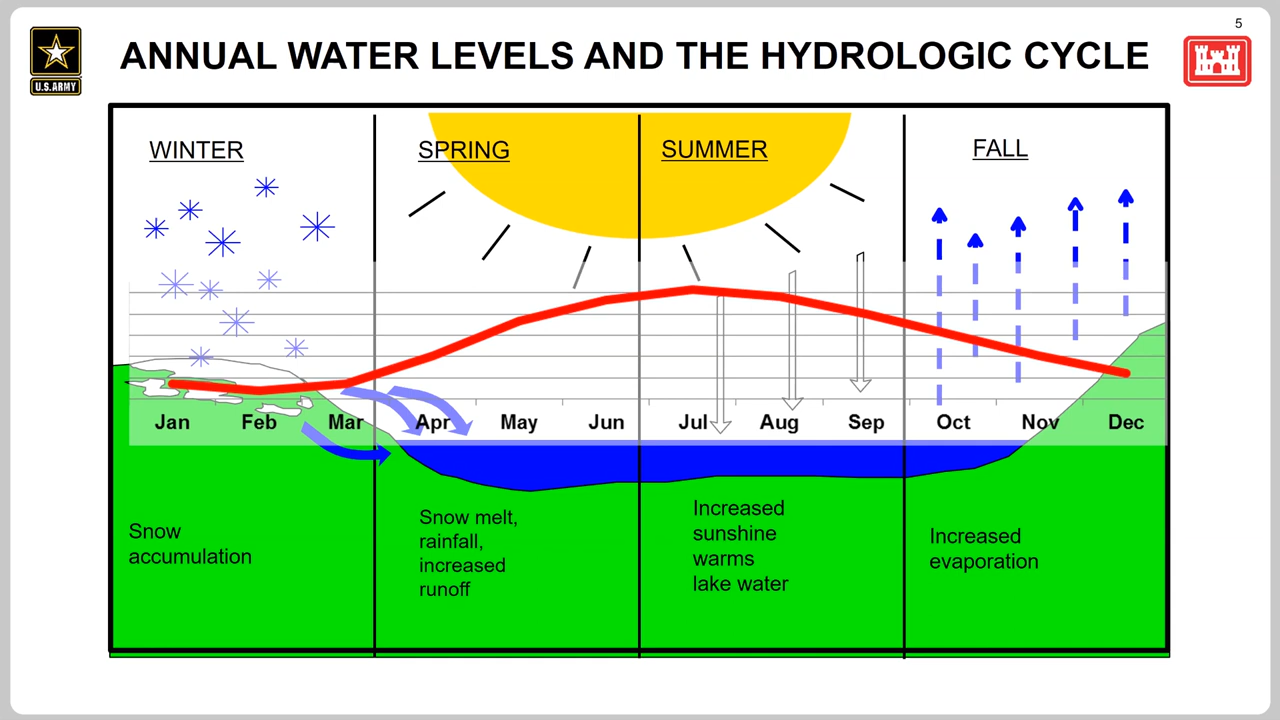 5
ANNUAL WATER LEVELS AND THE HYDROLOGIC CYCLE
U.S.ARMY
WINTER
SPRING
SUMMER
FALL
Jan Feb Mar Apr May Jun Jul Aug Sep Oct Nov Dec
Snow
accumulation
Snow melt,
rainfall,
increased
runoff
Increased
sunshine
warms
lake water
Increased
evaporation